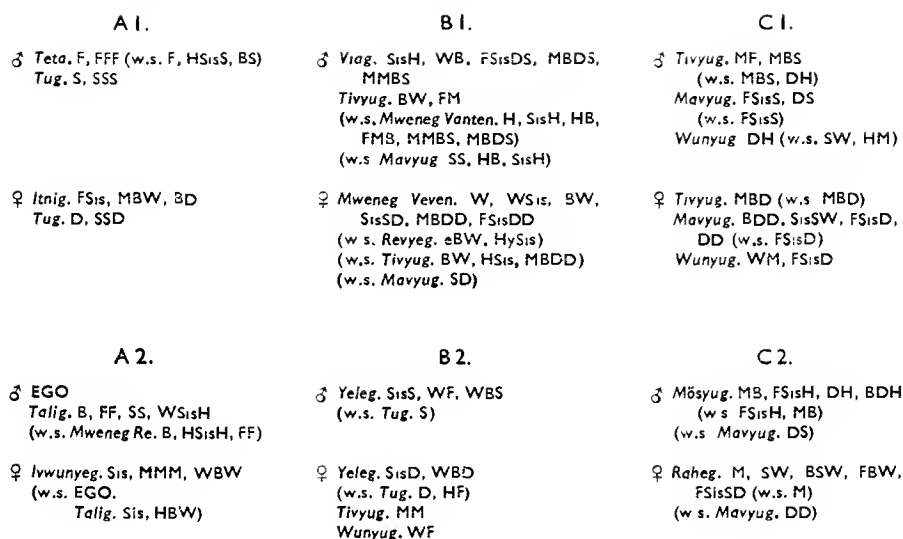 A1.
♂ Teta. F, FFF (w.s. F, HSisS, BS)
Tug. S, SSS
♀ Itnig. FSis, MBW, BD
Tug. D, SSD
B1.
♂ Viag. SisH, WB, FSisDS, MBDS,
MMBS
Tivyug. BW, FM
(w.s. Mweneg Vanten. H, SisH, HB,
FMB, MMBS, MBDS)
(w.s Mavyug SS, HB, SisH)
♀ Mweneg Veven. W, WSis, BW,
SisSD, MBDD, FSisDD
(w s. Revyeg. eBW, HySis)
(w.s. Tivyug. BW, HSis, MBDD)
(w.s. Mavyug. SD)
C1.
♂ Tivyug. MF, MBS
(w.s. MBS, DH)
Mavyug. FSisS, DS
(w.s. FSisS)
Wunyug DH (w.s. SW, HM)
♀ Tivyug. MBD (w.s MBD)
Mavyug. BDD. SisSW, FSisD,
DD (w.s. FSisD)
Wunyug. WM, FSisD
A2.
♂ EGO
Talig. B, FF, SS, WSisH
(w.s. Mweneg Re. B, HSisH, FF)
♀ Ivwunyeg. Sis, MMM, WBW
(w.s. EGO.
Talig. Sis, HBW)
B2.
♂ Yeleg. SisS, WF, WBS
(w.s. Tug. S)
♀ Yeleg. SisD, WBD
(w.s. Tug. D, HF)
Tivyug. MM
Wunyug. WF
C2.
♂ Mösyug. MB, FSisH, DH, BDH
(w s FSisH, MB)
(w.s Mavyug. DS)
♀ Raheg. M, SW, BSW, FBW,
FSisSD (w.s. M)
(w s. Mavyug. DD)